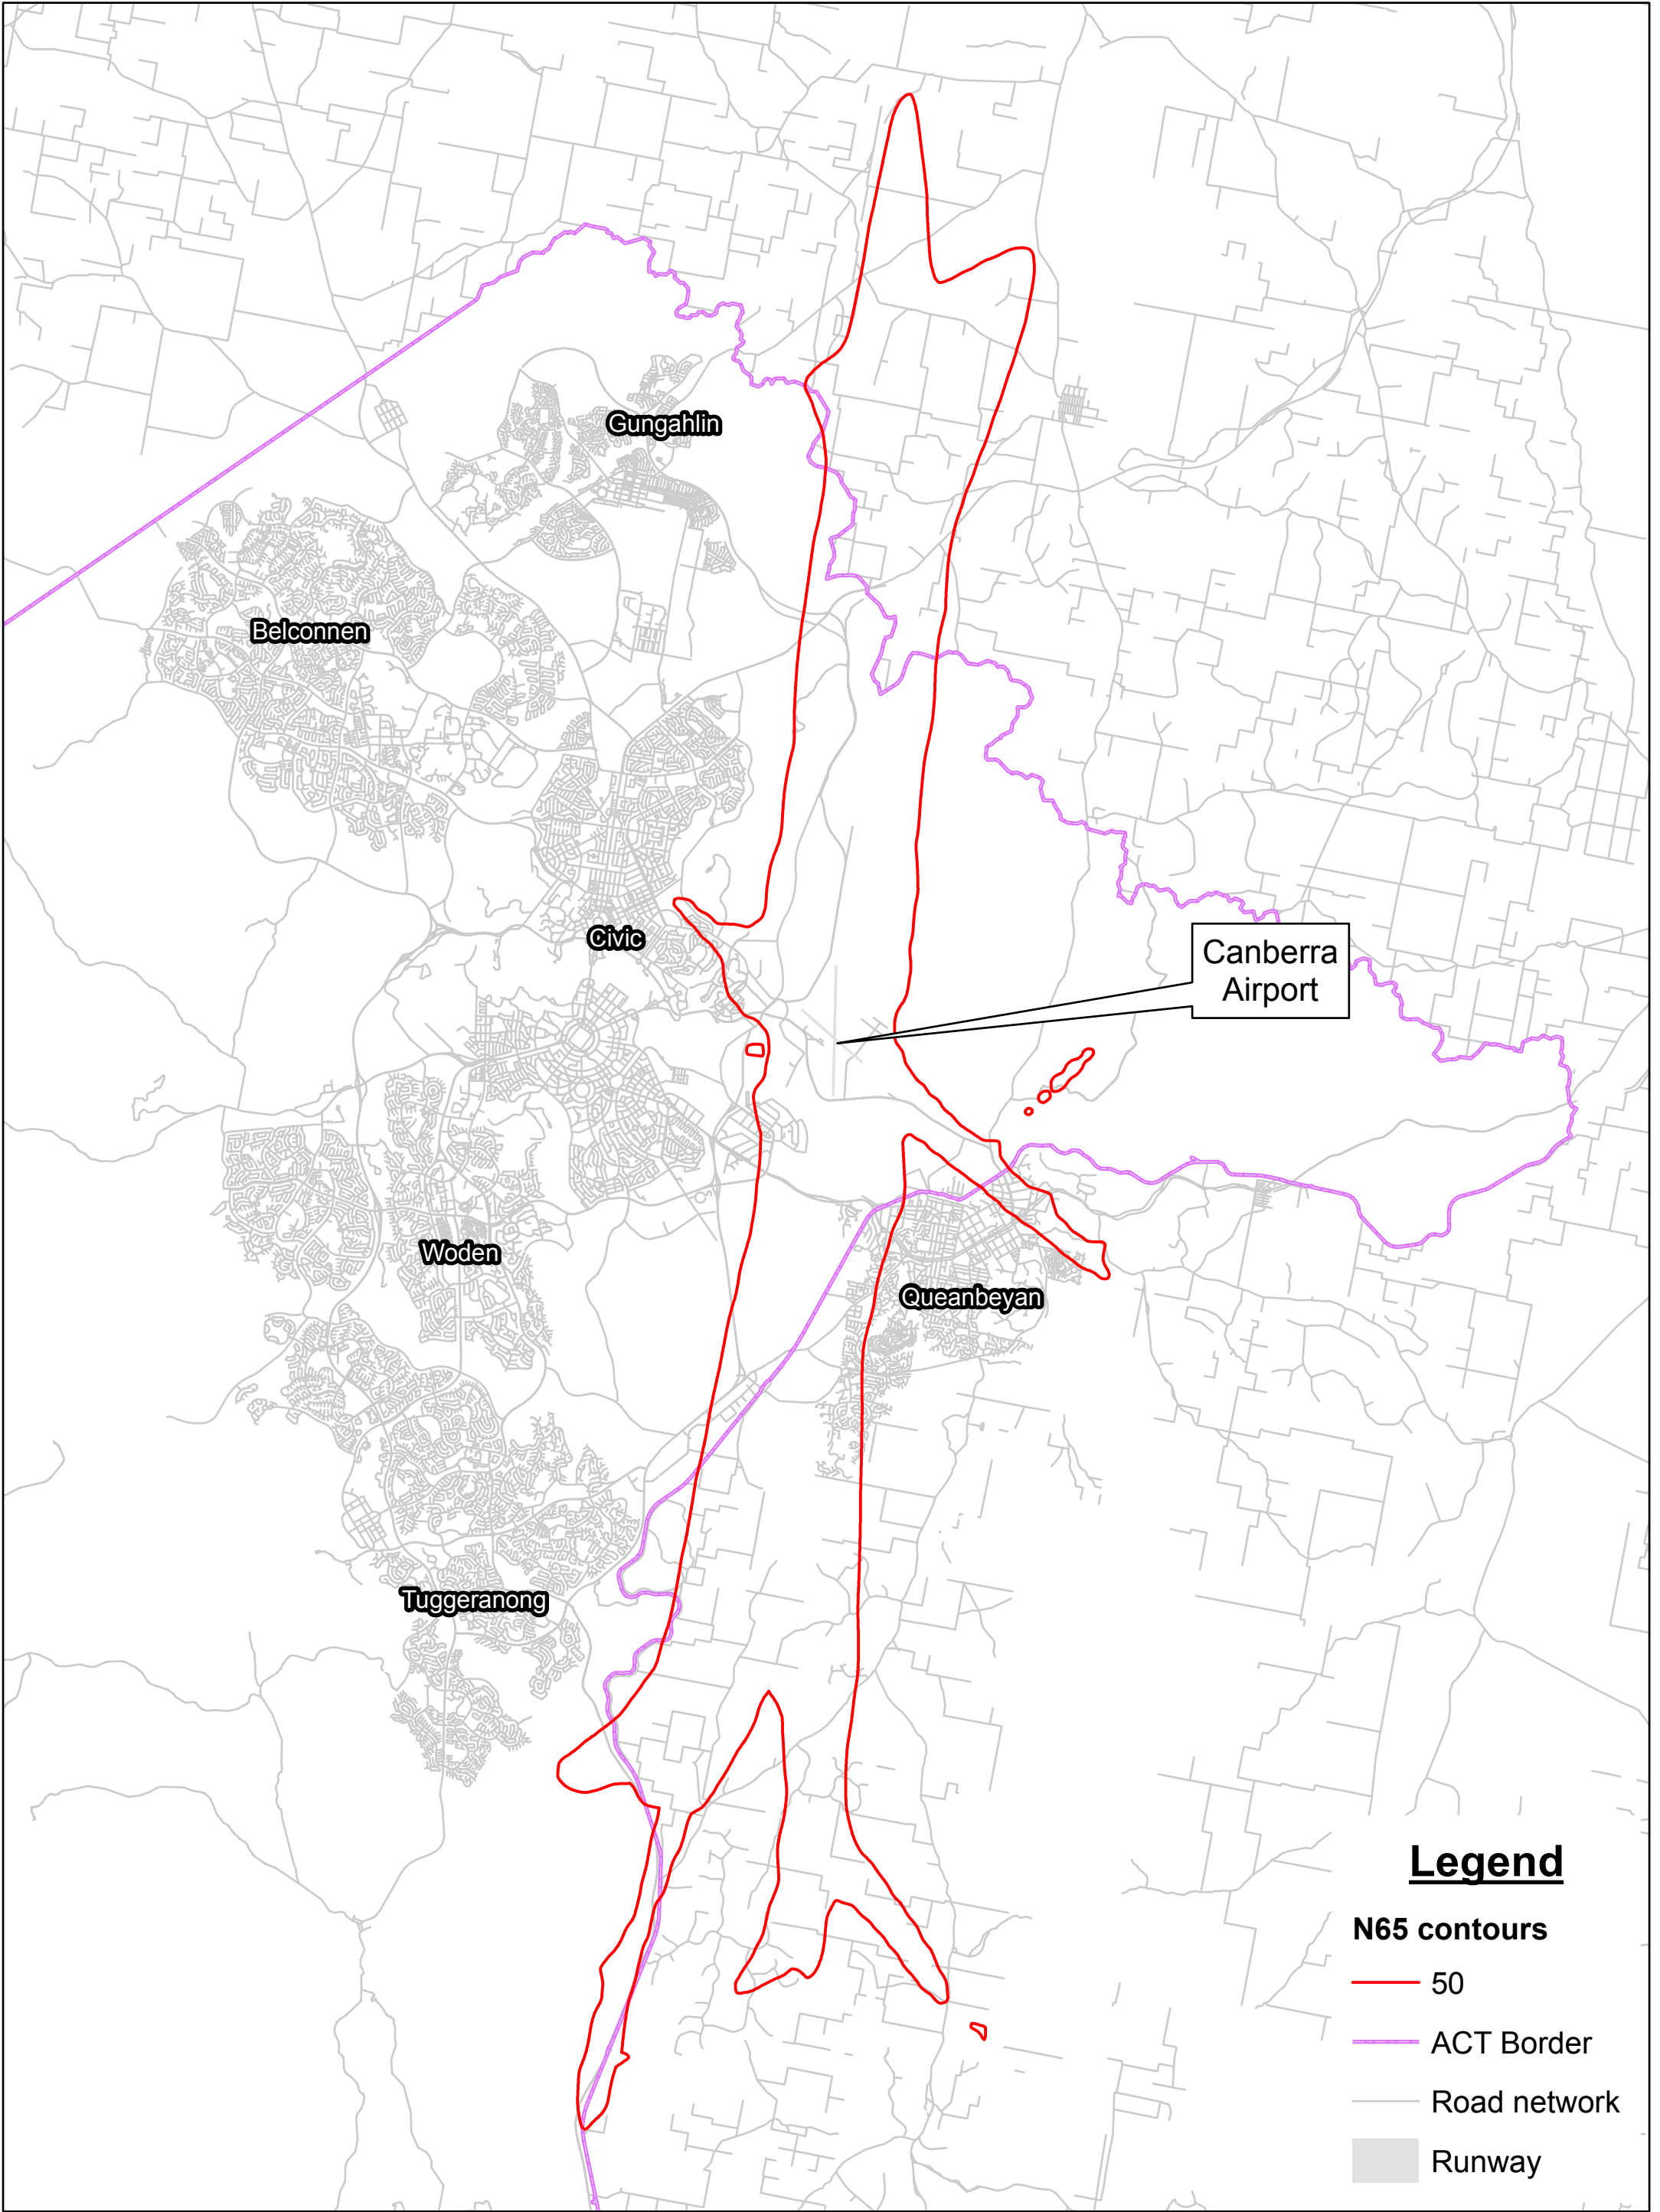 Gungahlin
Belconnen
Civic
Canberra
Airport
Woden
Queanbeyan
Tuggeranong
Legend
N65 contours
50
ACT Border
Road network
Runway